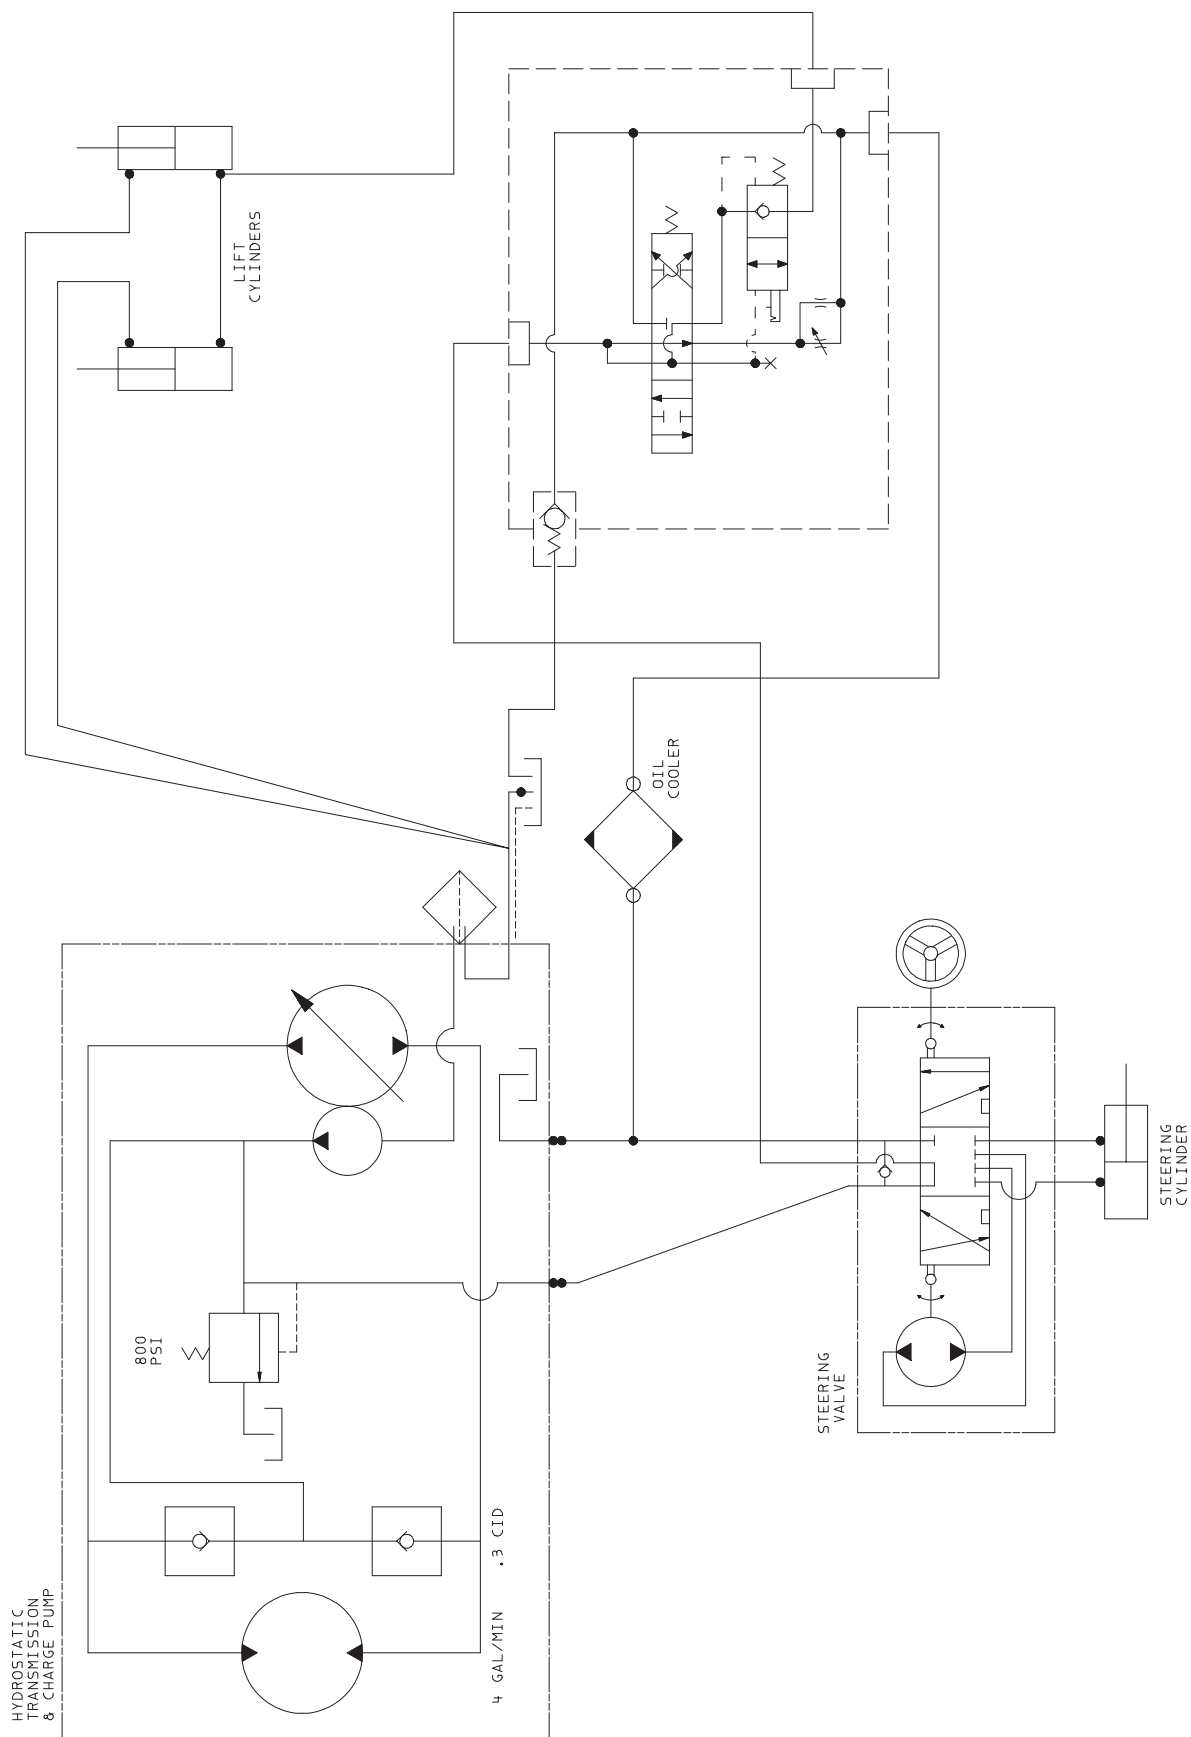 LIFT
CYLINDERS
OIL
COOLER
STEERING
CYLINDER
STEERING
VALVE
800
PSI
4 GAL/MIN .3 CID
HYDROSTATIC
TRANSMISSION
& CHARGE PUMP